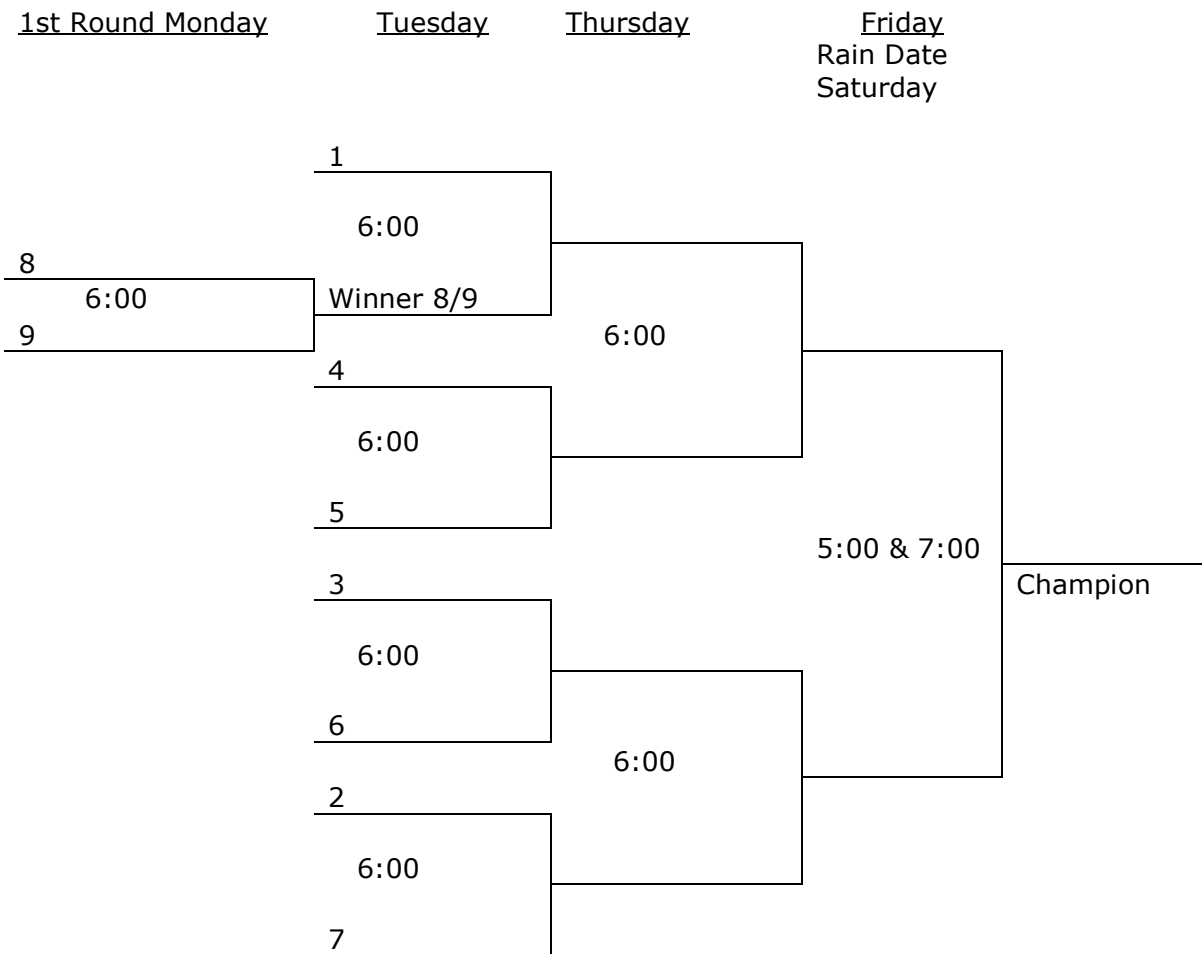 1st Round Monday Tuesday Thursday Friday
Rain Date
Saturday
1
6:00
8
6:00 Winner 8/9
9
6:00
4
6:00
5
5:00 & 7:00
3 Champion
6:00
6
6:00
2
6:00
7